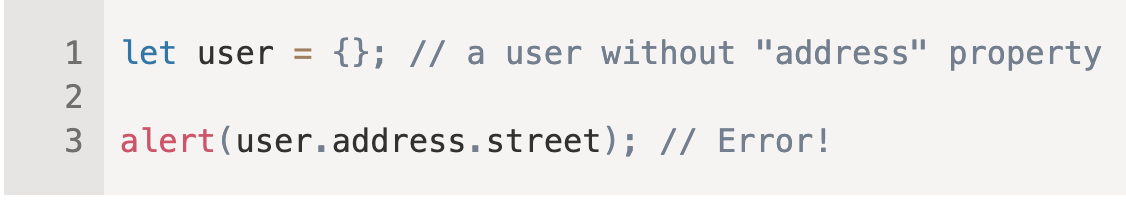 1 let user = {}; // a user without "address" property
2
3 alert(user.address.street); // Error!